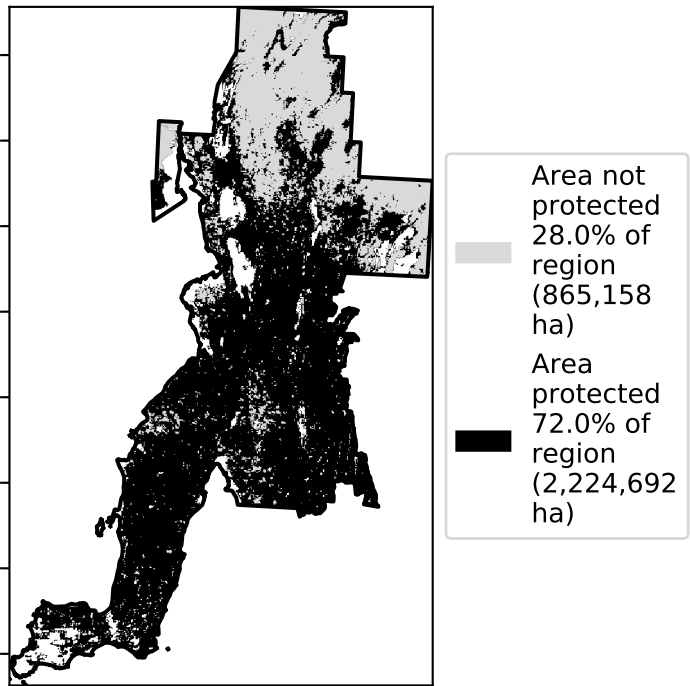 Area not
protected
28.0% of
region
(865,158
ha)
Area
protected
72.0% of
region
(2,224,692
ha)